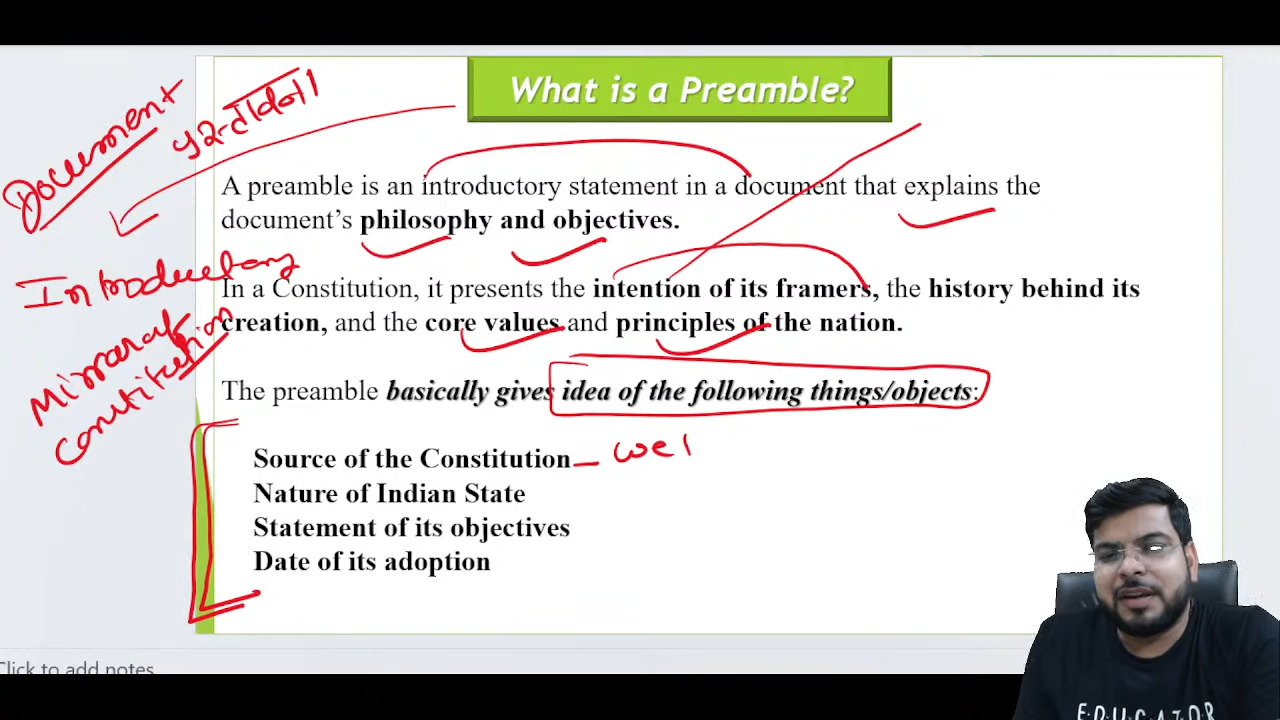 What is a Preamble?
Document
प्रस्तावना
A preamble is an introductory statement in a document that explains the
document's philosophy and objectives.
Introductory
In a Constitution, it presents the intention of its framers, the history behind its
creation, and the core values and principles of the nation.
Mirror of
constitution
The preamble basically gives idea of the following things/objects:
Source of the Constitution - we
Nature of Indian State
Statement of its objectives
Date of its adoption
Click to add notes
EDUCATOR